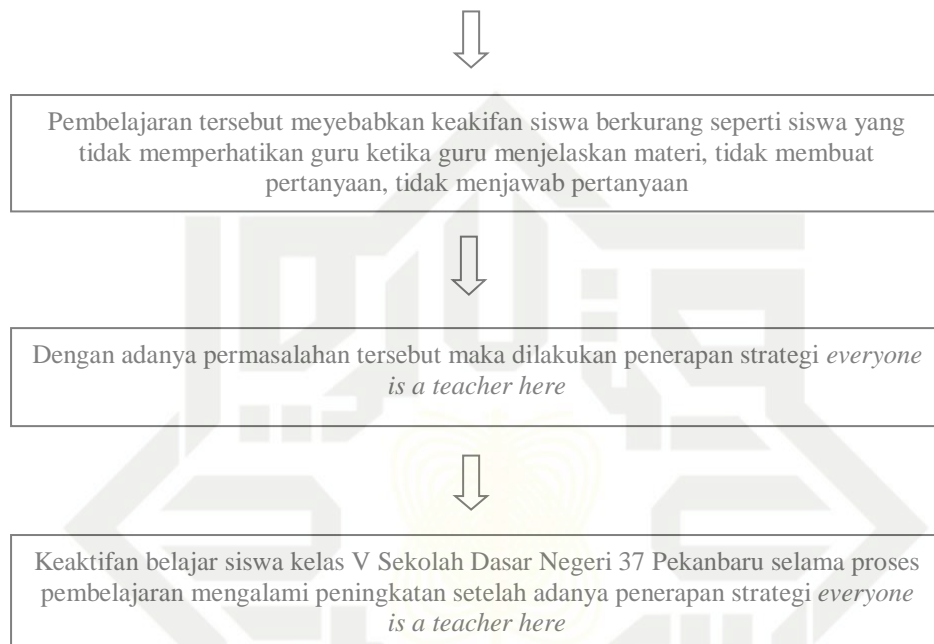 Pembelajaran tersebut meyebabkan keakifan siswa berkurang seperti siswa yang
tidak memperhatikan guru ketika guru menjelaskan materi, tidak membuat
pertanyaan, tidak menjawab pertanyaan
Dengan adanya permasalahan tersebut maka dilakukan penerapan strategi everyone
is a teacher here
Keaktifan belajar siswa kelas V Sekolah Dasar Negeri 37 Pekanbaru selama proses
pembelajaran mengalami peningkatan setelah adanya penerapan strategi everyone
is a teacher here